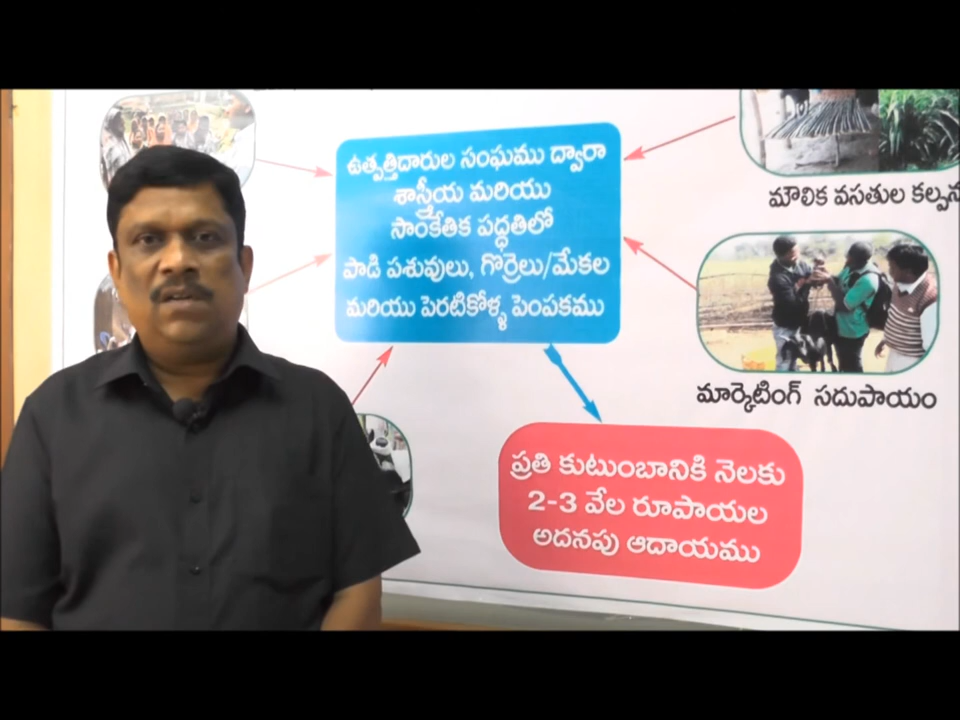 ఉత్పత్తిదారుల సంఘము ద్వారా
శాస్త్రీయ మరియు
సాంకేతిక పద్ధతిలో
పాడి పశువులు, గొర్రెలు/మేకల
మరియు పెరటికోళ్ళ పెంపకము
మౌలిక వసతుల కల్పన
మార్కెటింగ్ సదుపాయం
ప్రతి కుటుంబానికి నెలకు
2-3 వేల రూపాయల
అదనపు ఆదాయము